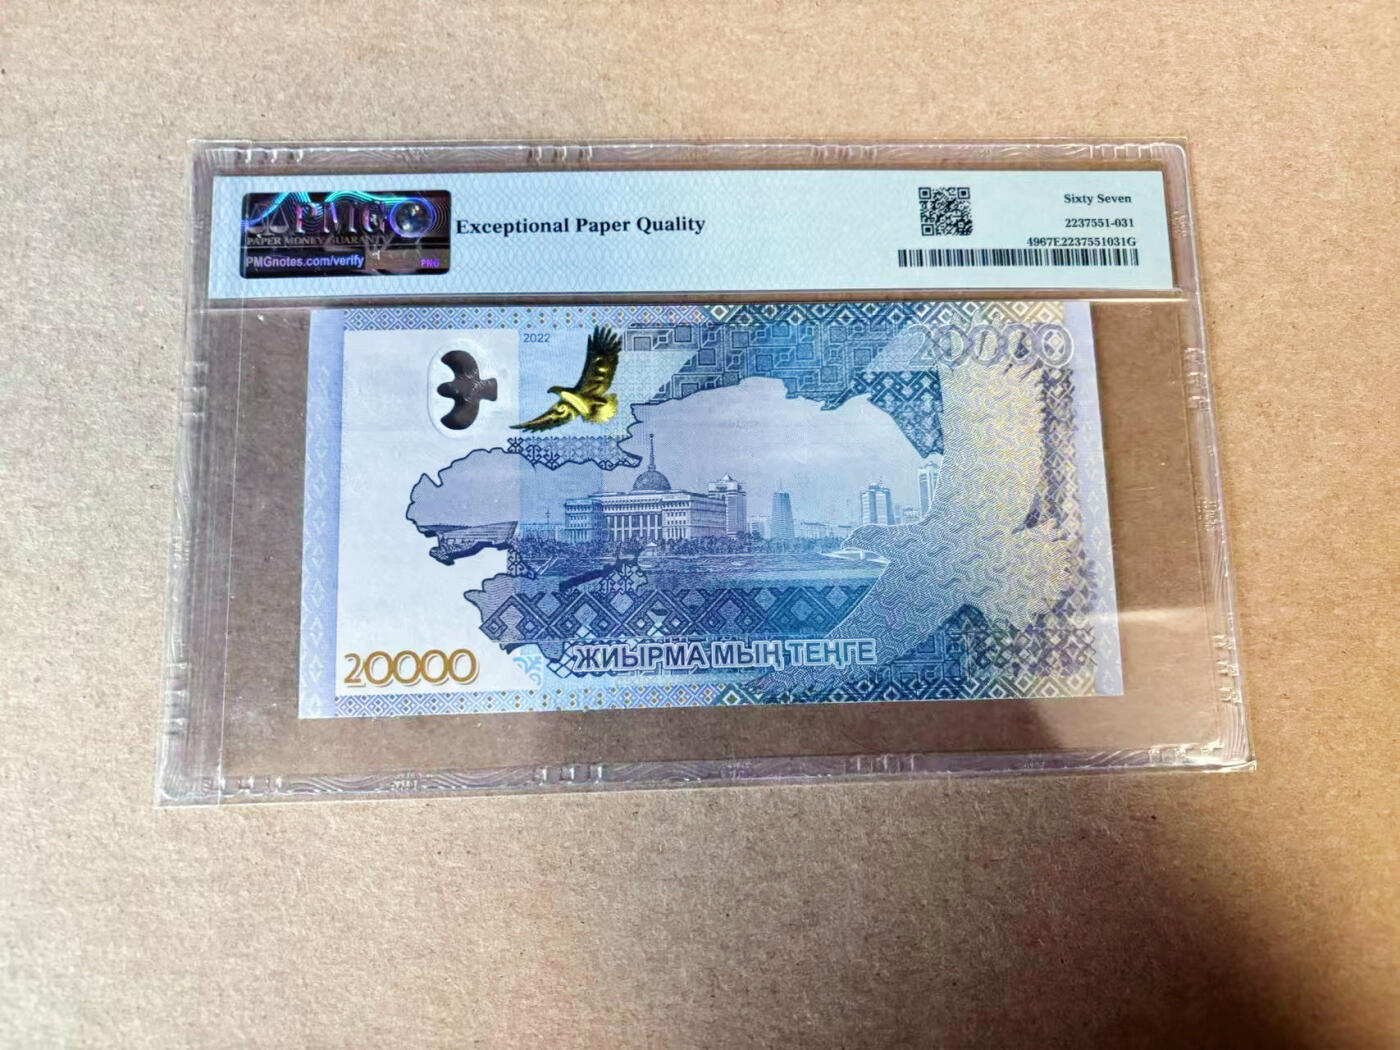 PMG
PAPER MONEY GUARANTY
PMGnotes.com/verify
PMG
Exceptional Paper Quality
Sixty Seven
2237551-031
4967E2237551031G
2022
20000
20000
ЖИЫРМА МЫҢ ТЕҢГЕ